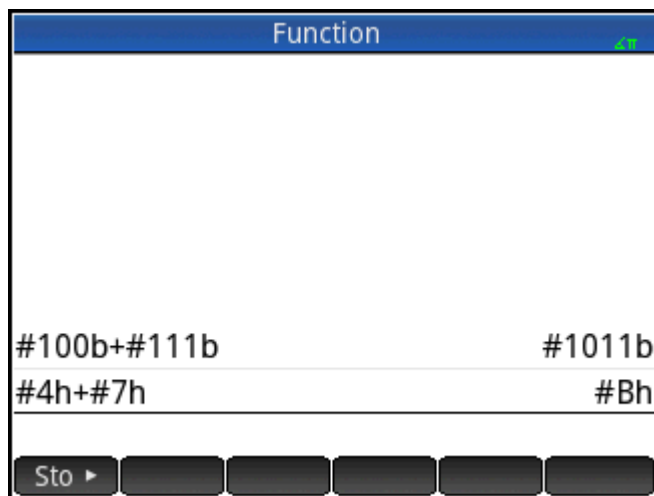 Function
∡π
#100b+#111b #1011b
#4h+#7h #Bh
Sto ▸